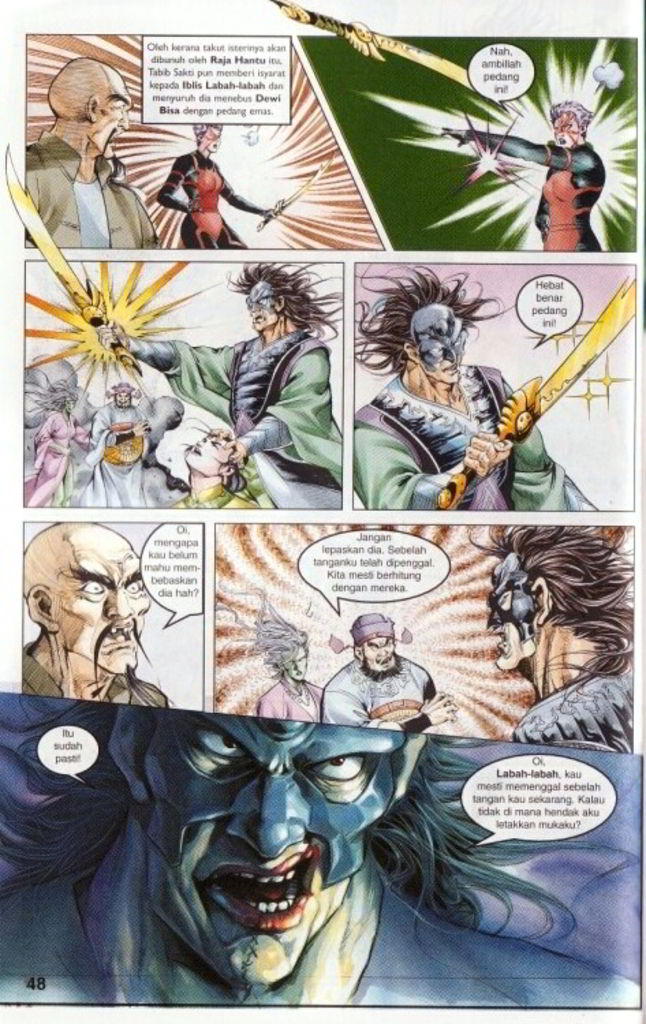 Oleh kerana takut isterinya akan
dibunuh oleh Raja Hantu itu,
Tabib Sakti pun memberi isyarat
kepada Iblis Labah-labah dan
menyuruh dia menebus Dewi
Bisa dengan pedang emas.
Nah,
ambillah
pedang
ini!
Hebat
benar
pedang
ini!
Oi,
mengapa
kau belum
mahu mem-
bebaskan
dia hah?
Jangan
lepaskan dia. Sebelah
tanganku telah dipenggal.
Kita mesti berhitung
dengan mereka.
Itu
sudah
pasti!
Oi,
Labah-labah, kau
mesti memenggal sebelah
tangan kau sekarang. Kalau
tidak di mana hendak aku
letakkan mukaku?
48